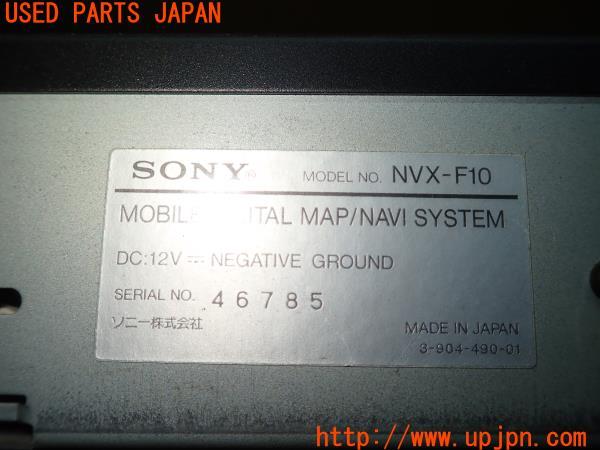 USED PARTS JAPAN
SONY® MODEL NO. NVX-F10
MAP/NAVI SYSTEM
DC:12V ⎓ NEGATIVE GROUND
SERIAL NO. 46785
ソニー株式会社
MADE IN JAPAN
3-904-490-01
http://www.upjpn.com/